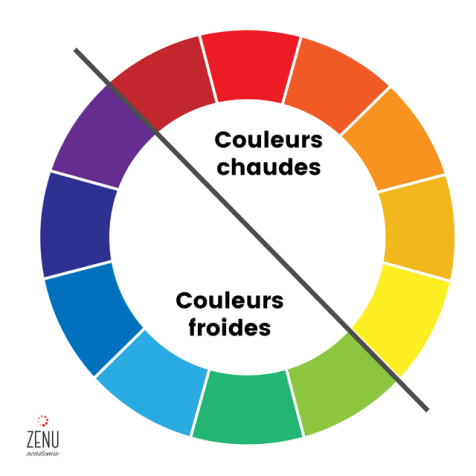 Couleurs
chaudes
Couleurs
froides
ZENU
academie